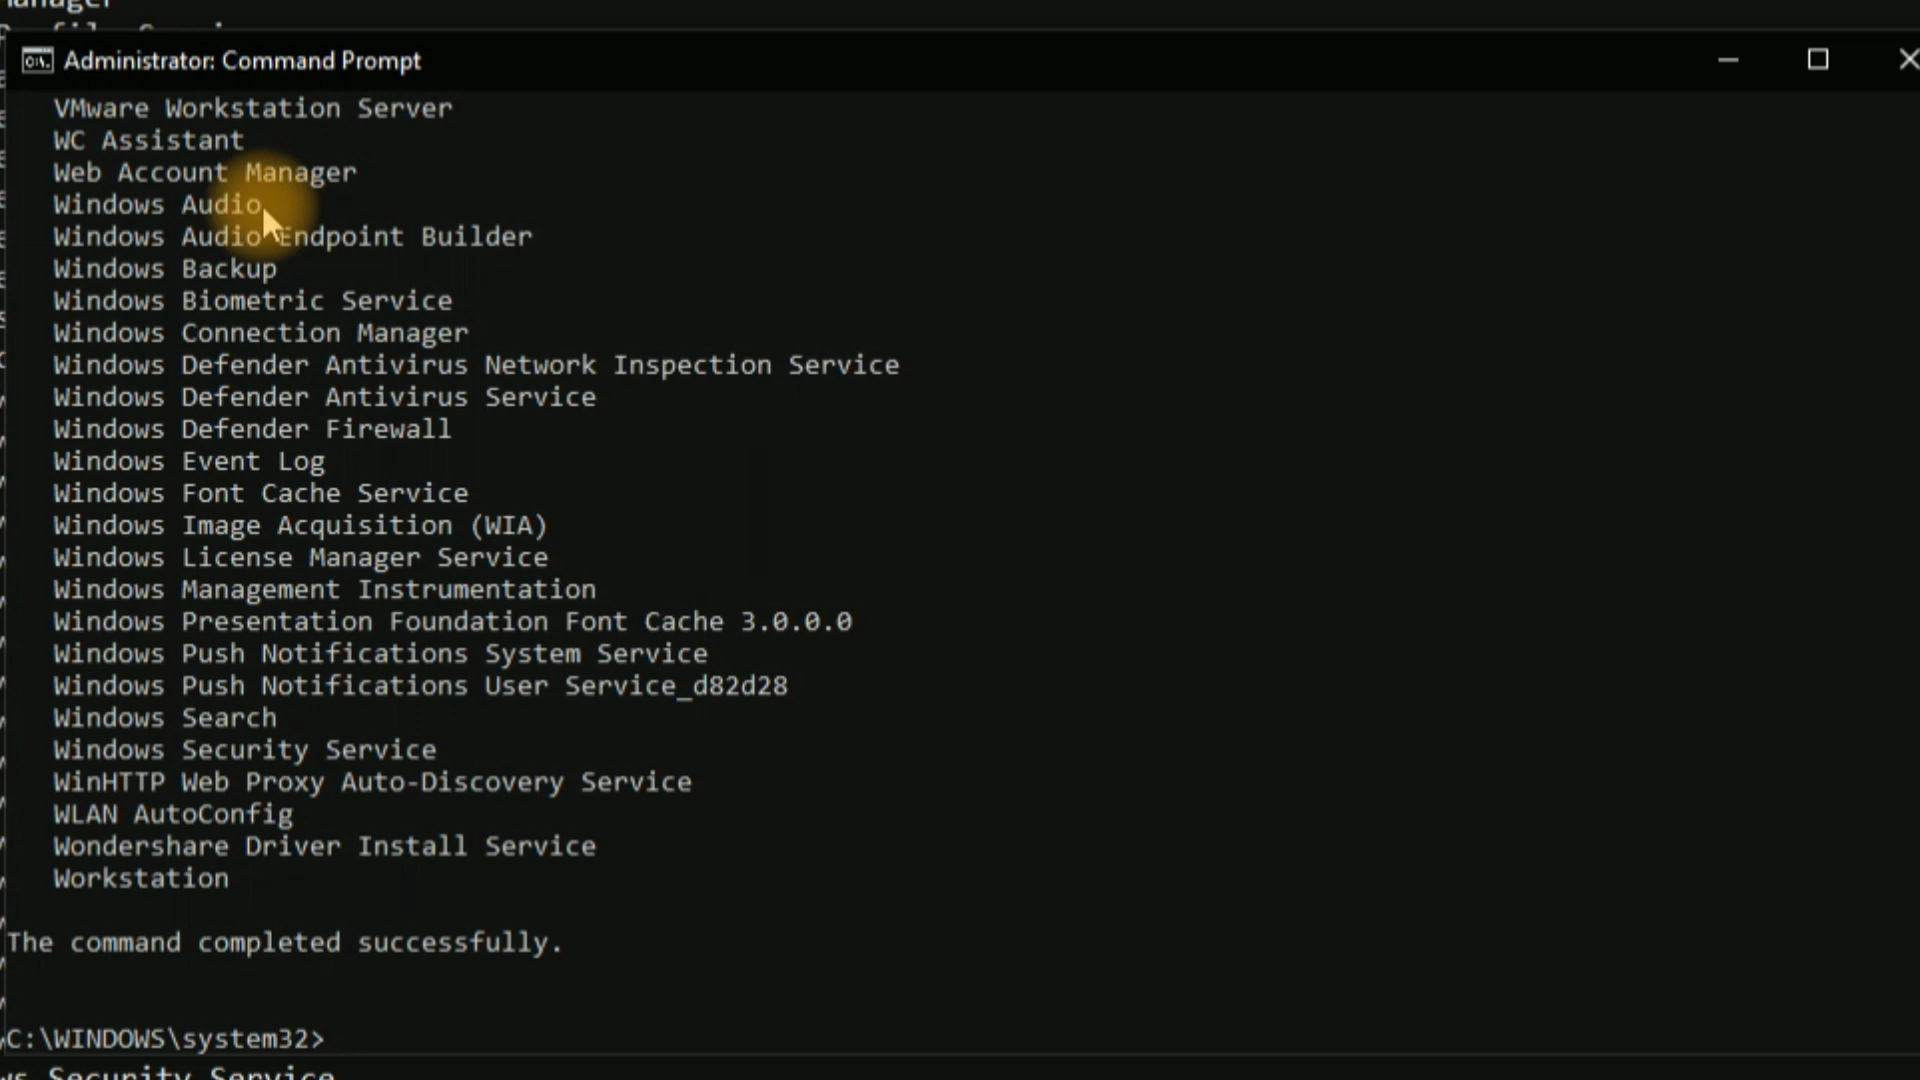 Manager
Administrator: Command Prompt
VMware Workstation Server
WC Assistant
Web Account Manager
Windows Audio
Windows Audio Endpoint Builder
Windows Backup
Windows Biometric Service
Windows Connection Manager
Windows Defender Antivirus Network Inspection Service
Windows Defender Antivirus Service
Windows Defender Firewall
Windows Event Log
Windows Font Cache Service
Windows Image Acquisition (WIA)
Windows License Manager Service
Windows Management Instrumentation
Windows Presentation Foundation Font Cache 3.0.0.0
Windows Push Notifications System Service
Windows Push Notifications User Service_d82d28
Windows Search
Windows Security Service
WinHTTP Web Proxy Auto-Discovery Service
WLAN AutoConfig
Wondershare Driver Install Service
Workstation
The command completed successfully.
C:\WINDOWS\system32>
ws Security Service